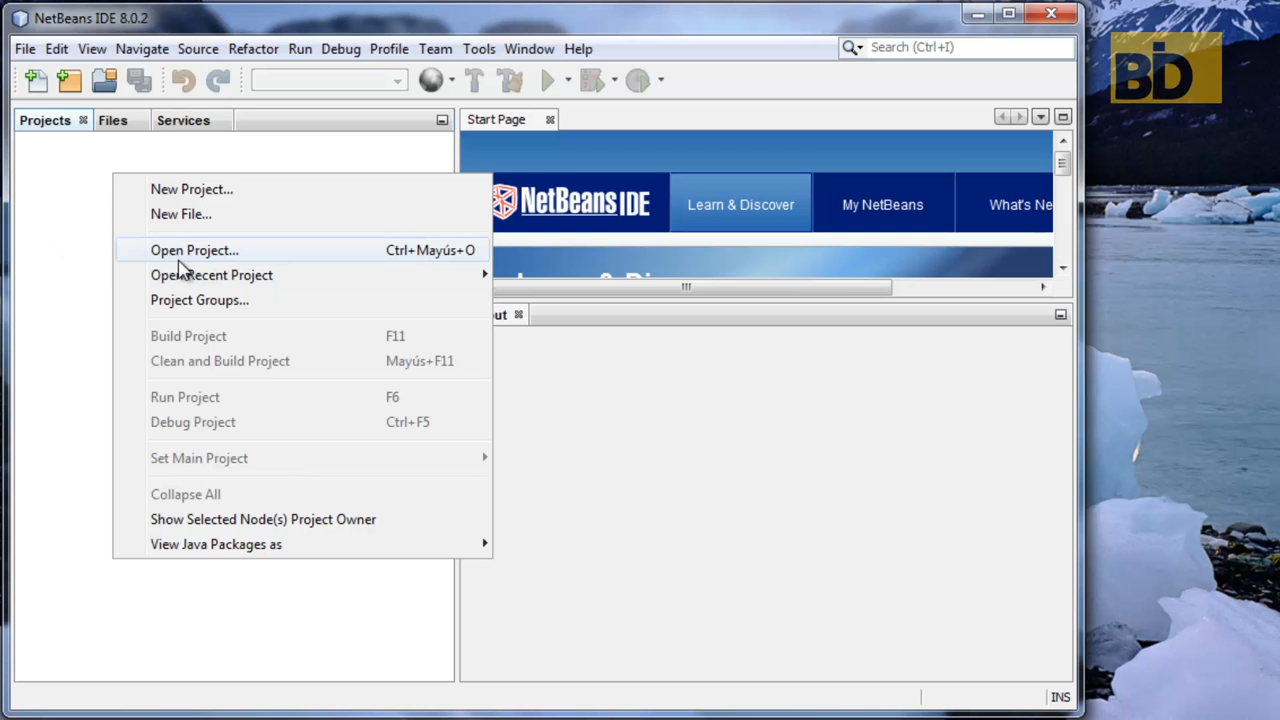 NetBeans IDE 8.0.2
File Edit View Navigate Source Refactor Run Debug Profile Team Tools Window Help
Search (Ctrl+I)
BID
Projects Files Services
Start Page
NetBeans IDE Learn & Discover My NetBeans What's Ne
New Project...
New File...
Open Project... Ctrl+Mayús+O
Open Recent Project
Project Groups...
Build Project F11
Clean and Build Project Mayús+F11
Run Project F6
Debug Project Ctrl+F5
Set Main Project
Collapse All
Show Selected Node(s) Project Owner
View Java Packages as
ut
INS